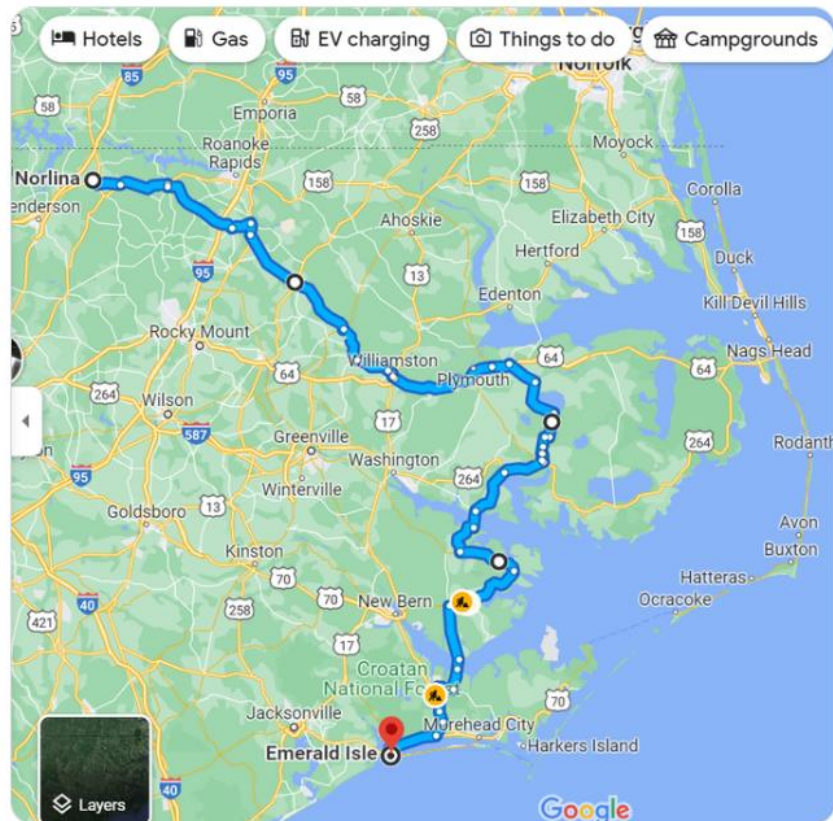 Hotels
Gas
EV charging
Things to do
Campgrounds
Norfolk
85
95
58
58
58
Emporia
258
Moyock
Roanoke
Rapids
Norlina
158
158
Corolla
enderson
Ahoskie
Elizabeth City
158
Hertford
13
Duck
95
Edenton
Kill Devil Hills
Rocky Mount
Williamston
64
Nags Head
64
Plymouth
64
264
Wilson
17
587
Greenville
264
Rodanth
Washington
264
95
Winterville
13
Goldsboro
Avon
Kinston
Buxton
70
Hatteras
40
70
New Bern
Ocracoke
421
258
17
Croatan
National Forest
70
Jacksonville
Morehead City
Emerald Isle
Harkers Island
40
Layers
Google